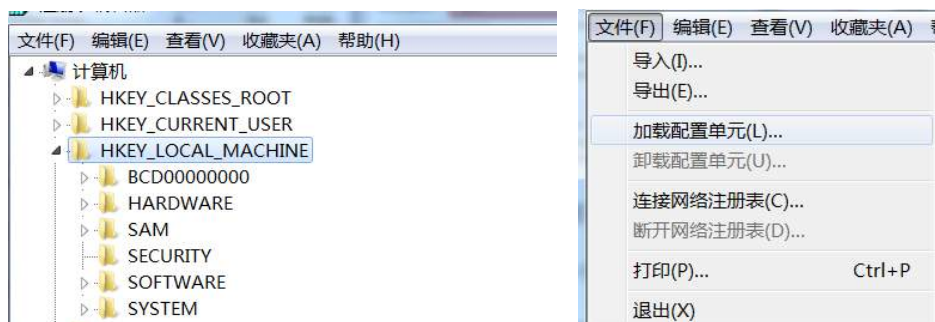 文件(F) 编辑(E) 查看(V) 收藏夹(A) 帮助(H)
计算机
HKEY_CLASSES_ROOT
HKEY_CURRENT_USER
HKEY_LOCAL_MACHINE
BCD00000000
HARDWARE
SAM
SECURITY
SOFTWARE
SYSTEM
文件(F) 编辑(E) 查看(V) 收藏夹(A)
导入(I)...
导出(E)...
加载配置单元(L)...
卸载配置单元(U)...
连接网络注册表(C)...
断开网络注册表(D)...
打印(P)... Ctrl+P
退出(X)